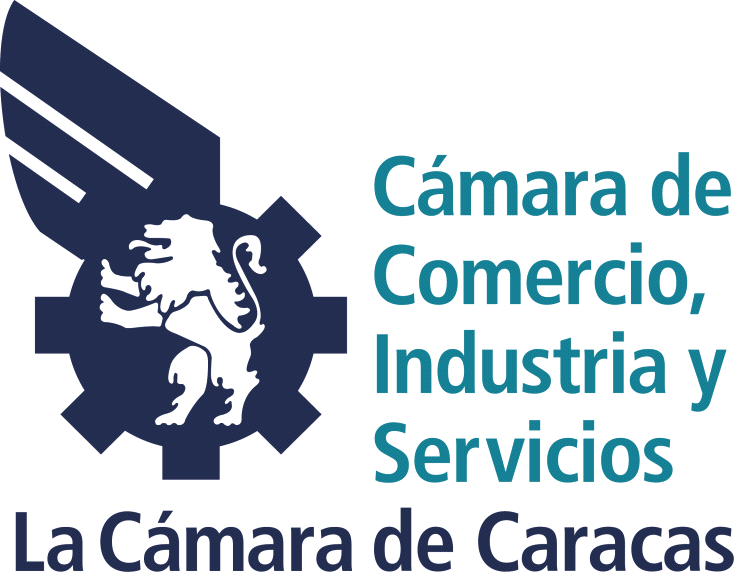 Cámara de
Comercio,
Industria y
Servicios
La Cámara de Caracas